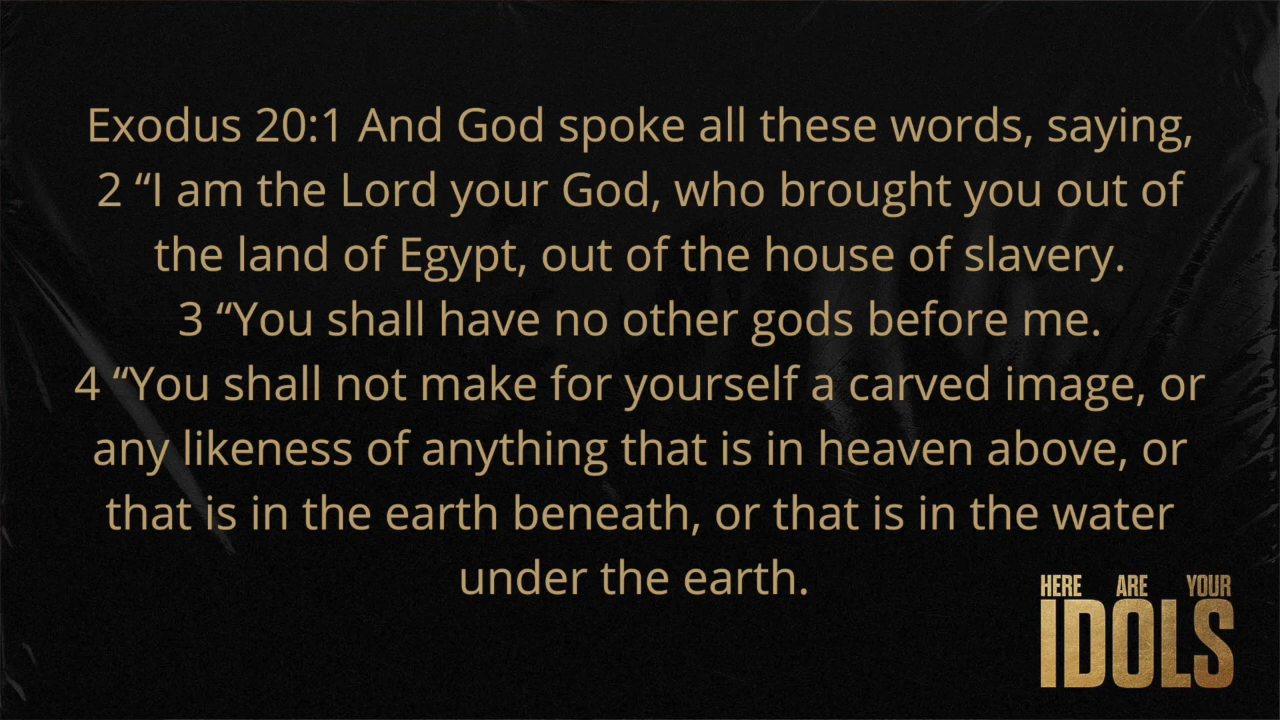 Exodus 20:1 And God spoke all these words, saying,
2 “I am the Lord your God, who brought you out of
the land of Egypt, out of the house of slavery.
3 “You shall have no other gods before me.
4 “You shall not make for yourself a carved image, or
any likeness of anything that is in heaven above, or
that is in the earth beneath, or that is in the water
under the earth.
HERE ARE YOUR
IDOLS